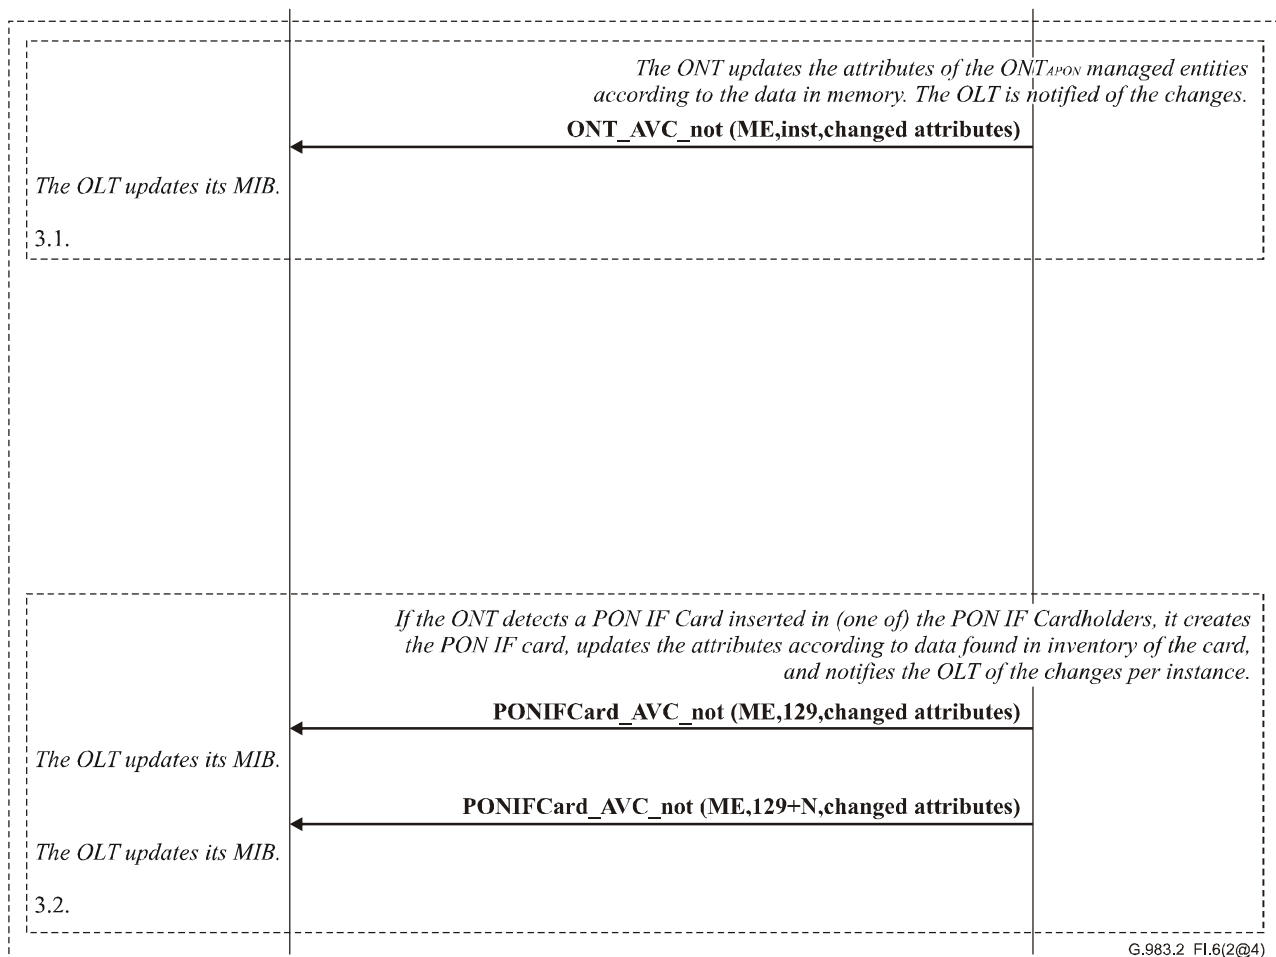 The ONT updates the attributes of the ONTAPON managed entities
according to the data in memory. The OLT is notified of the changes.
ONT_AVC_not (ME,inst,changed attributes)
The OLT updates its MIB.
3.1.
If the ONT detects a PON IF Card inserted in (one of) the PON IF Cardholders, it creates
the PON IF card, updates the attributes according to data found in inventory of the card,
and notifies the OLT of the changes per instance.
PONIFCard_AVC_not (ME,129,changed attributes)
The OLT updates its MIB.
PONIFCard_AVC_not (ME,129+N,changed attributes)
The OLT updates its MIB.
3.2.
G.983.2_FI.6(2@4)